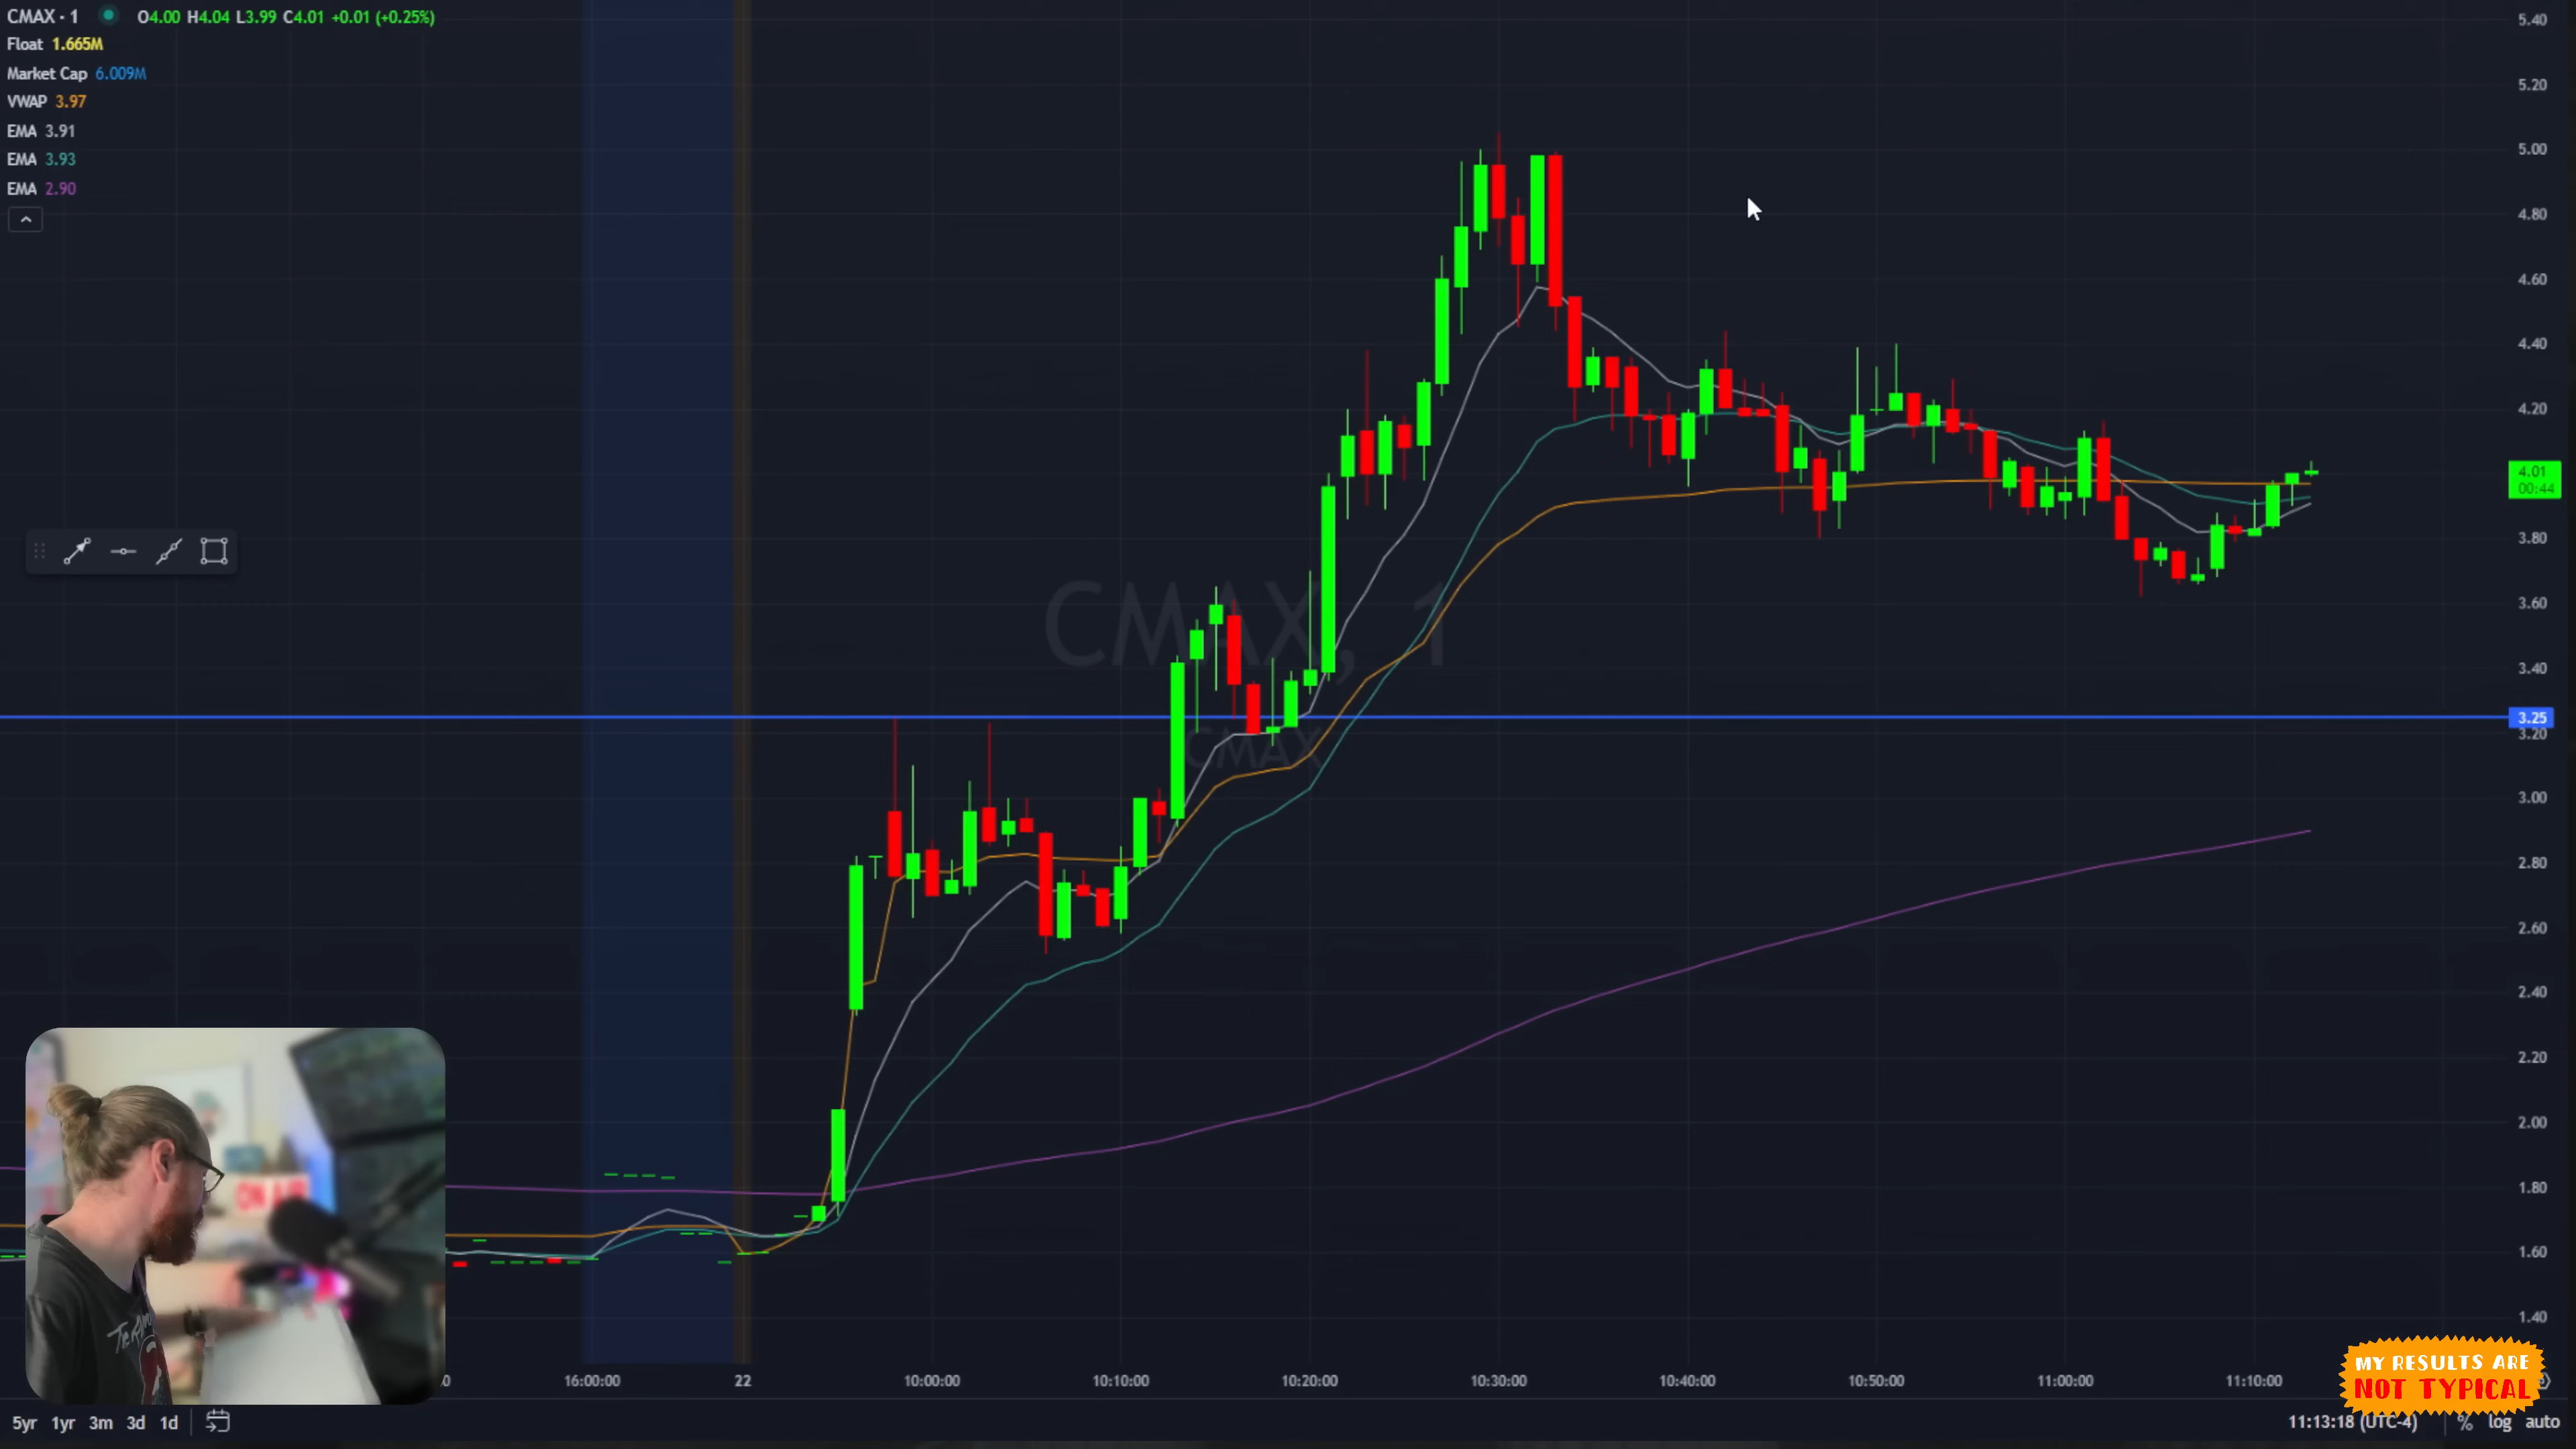 CMAX · 1 O4.00 H4.04 L3.99 C4.01 +0.01 (+0.25%)
Float 1.665M
Market Cap 6.009M
VWAP 3.97
EMA 3.91
EMA 3.93
EMA 2.90
5.40
5.20
5.00
4.80
4.60
4.40
4.20
4.01
00:44
3.80
3.60
3.40
3.25
3.20
3.00
2.80
2.60
2.40
2.20
2.00
1.80
1.60
1.40
CMAX, 1
CMAX
ON AIR
16:00:00 22 10:00:00 10:10:00 10:20:00 10:30:00 10:40:00 10:50:00 11:00:00 11:10:00
MY RESULTS ARE
NOT TYPICAL
5yr 1yr 3m 3d 1d
11:13:18 (UTC-4) % log auto